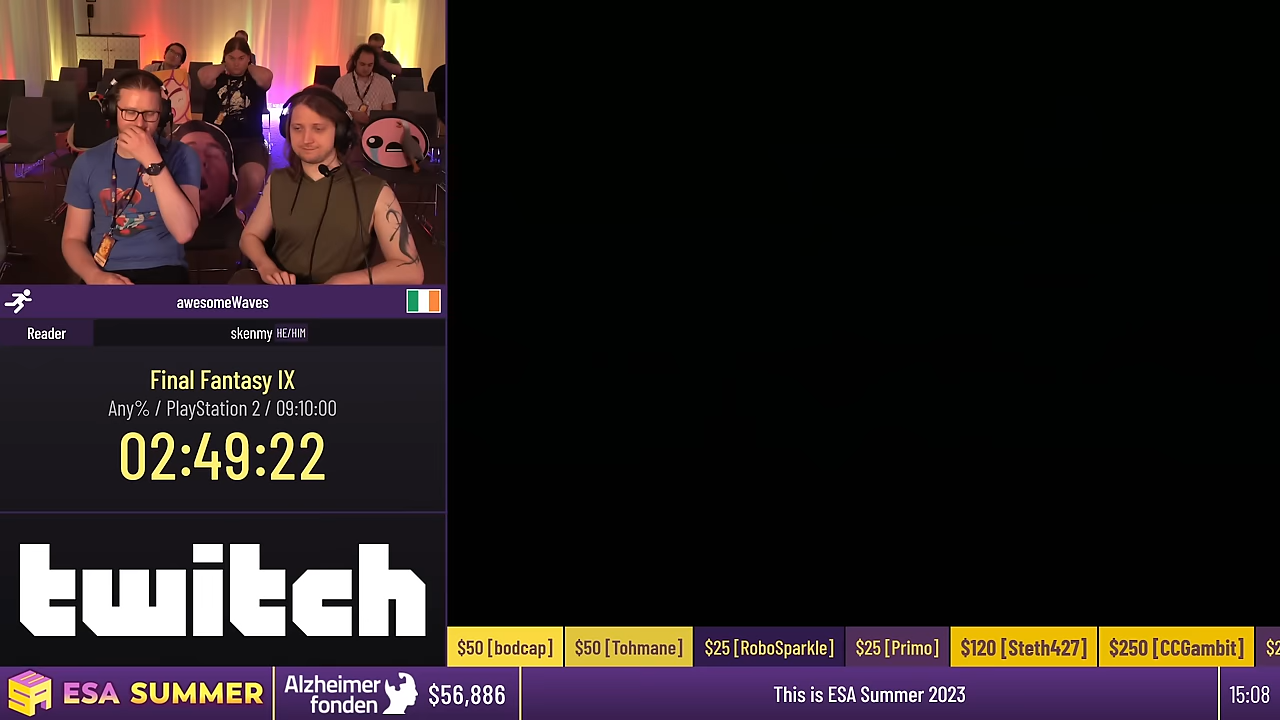 awesomeWaves
Reader
skenmy HE/HIM
Final Fantasy IX
Any% / PlayStation 2 / 09:10:00
02:49:22
twitch
$50 [bodcap]
$50 [Tohmane]
$25 [RoboSparkle]
$25 [Primo]
$120 [Steth427]
$250 [CCGambit]
ESA SUMMER
Alzheimer
fonden
$56,886
This is ESA Summer 2023
15:08